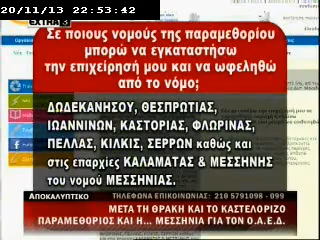 20/11/13 22:53:42
EXTRA3
Σε ποιους νομούς της παραμεθορίου
μπορώ να εγκαταστήσω
την επιχείρησή μου και να ωφεληθώ
από το νόμο;
ΔΩΔΕΚΑΝΗΣΟΥ, ΘΕΣΠΡΩΤΙΑΣ,
ΙΩΑΝΝΙΝΩΝ, ΚΑΣΤΟΡΙΑΣ, ΦΛΩΡΙΝΑΣ,
ΠΕΛΛΑΣ, ΚΙΛΚΙΣ, ΣΕΡΡΩΝ καθώς και
στις επαρχίες ΚΑΛΑΜΑΤΑΣ & ΜΕΣΣΗΝΗΣ
του νομού ΜΕΣΣΗΝΙΑΣ.
ΑΠΟΚΑΛΥΠΤΙΚΟ
ΤΗΛΕΦΩΝΑ ΕΠΙΚΟΙΝΩΝΙΑΣ: 210 5791098 - 099
ΜΕΤΑ ΤΗ ΘΡΑΚΗ ΚΑΙ ΤΟ ΚΑΣΤΕΛΟΡΙΖΟ
ΠΑΡΑΜΕΘΟΡΙΟΣ ΚΑΙ Η... ΜΕΣΣΗΝΙΑ ΓΙΑ ΤΟΝ Ο.Α.Ε.Δ.